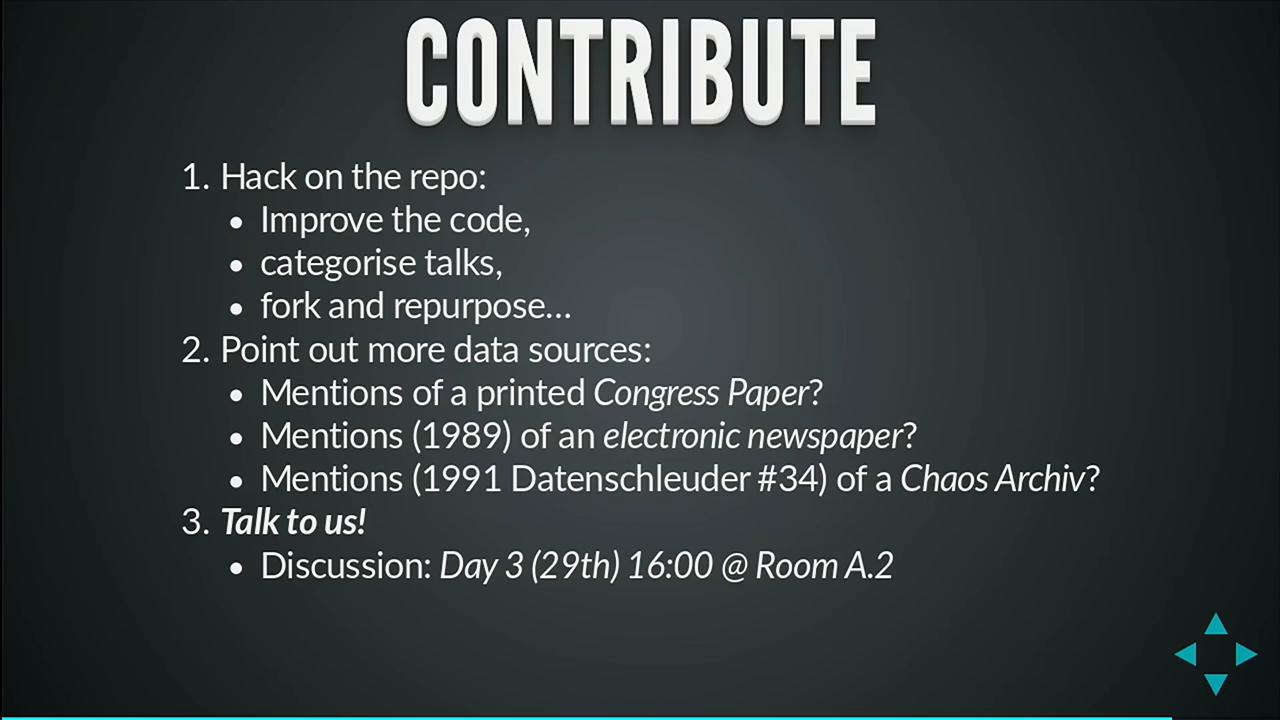 CONTRIBUTE
1. Hack on the repo:
• Improve the code,
• categorise talks,
• fork and repurpose...
2. Point out more data sources:
• Mentions of a printed Congress Paper?
• Mentions (1989) of an electronic newspaper?
• Mentions (1991 Datenschleuder #34) of a Chaos Archiv?
3. Talk to us!
• Discussion: Day 3 (29th) 16:00 @ Room A.2